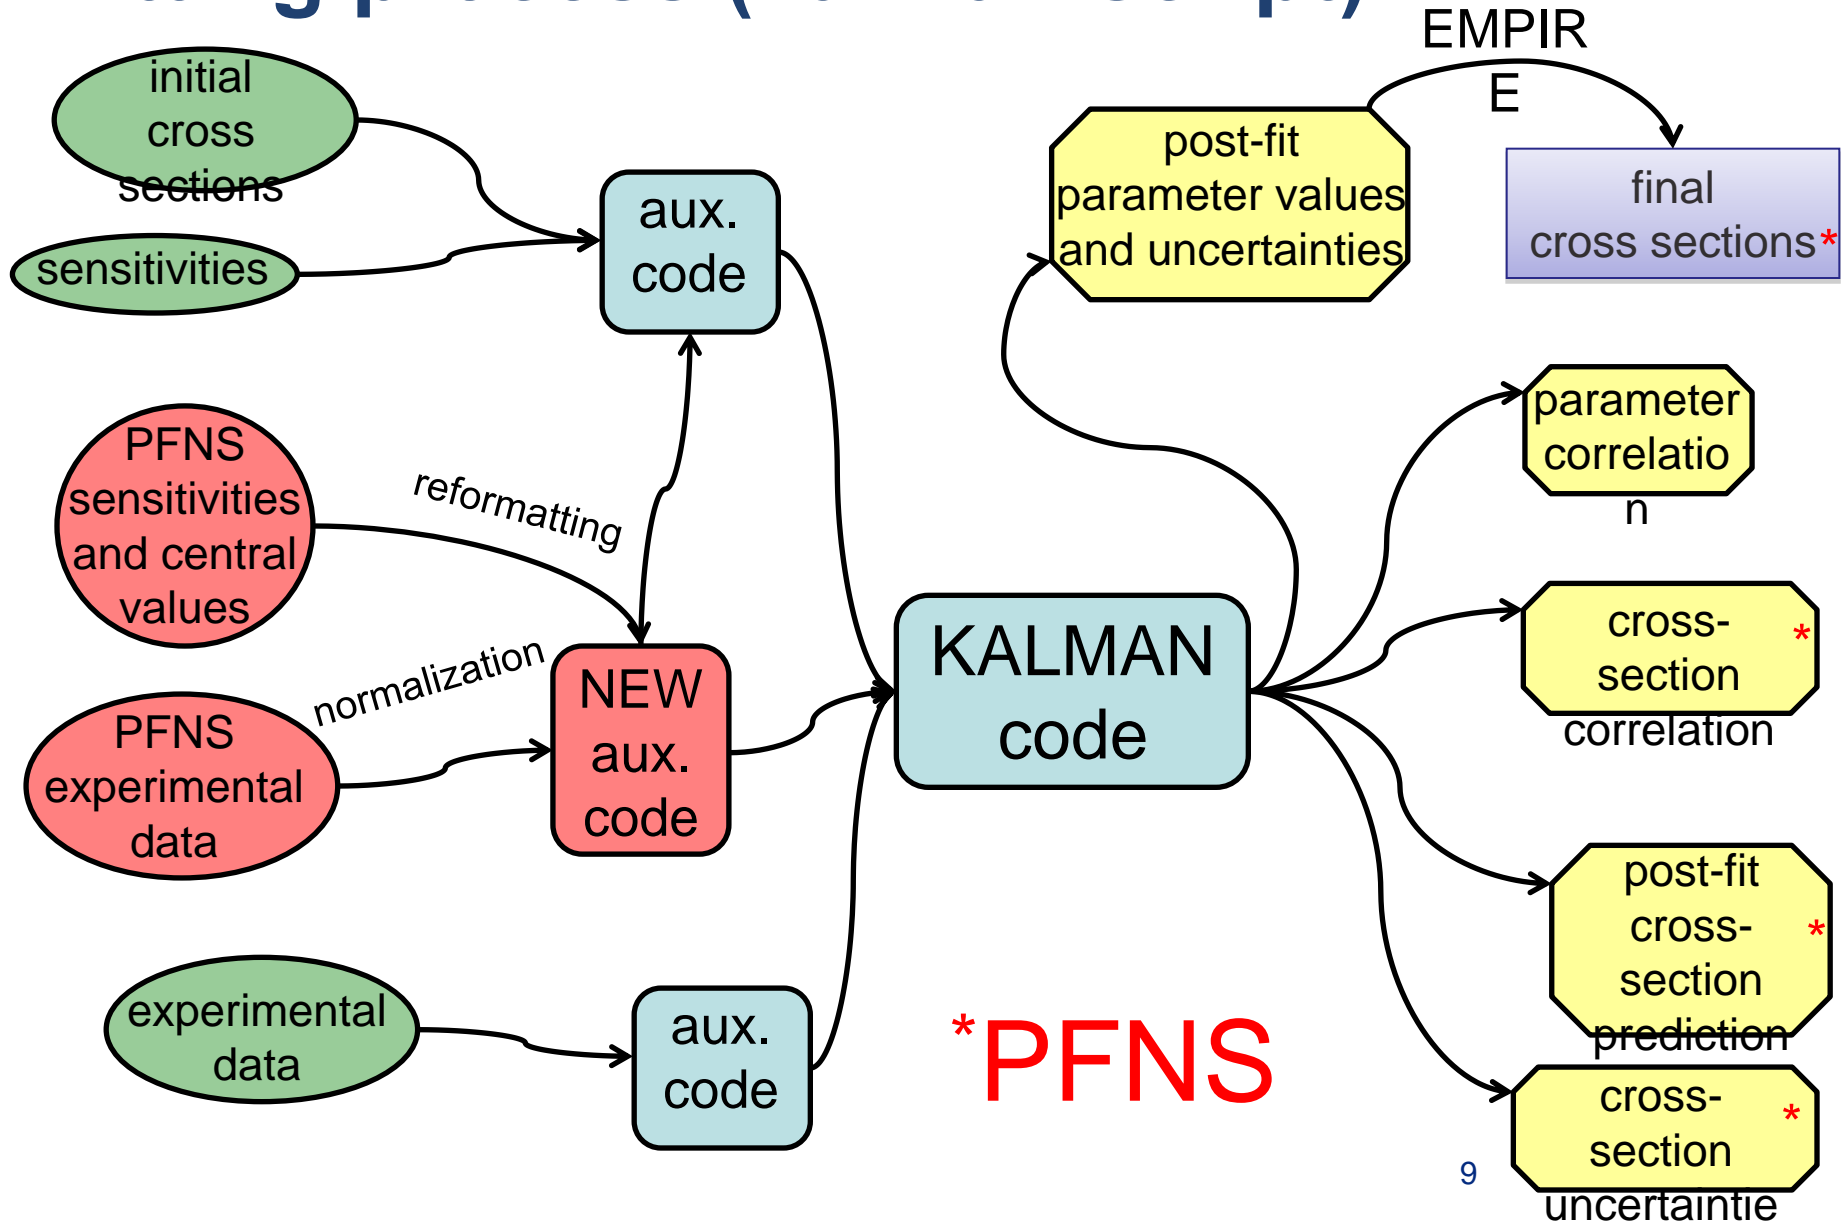 EMPIR
E
initial
cross
sections
sensitivities
aux.
code
post-fit
parameter values
and uncertainties
final
cross sections*
PFNS
sensitivities
and central
values
reformatting
parameter
correlatio
n
normalization
PFNS
experimental
data
NEW
aux.
code
KALMAN
code
cross-
section
correlation
*
post-fit
cross-
section
prediction
*
experimental
data
aux.
code
*PFNS
cross-
section
uncertaintie
*
9